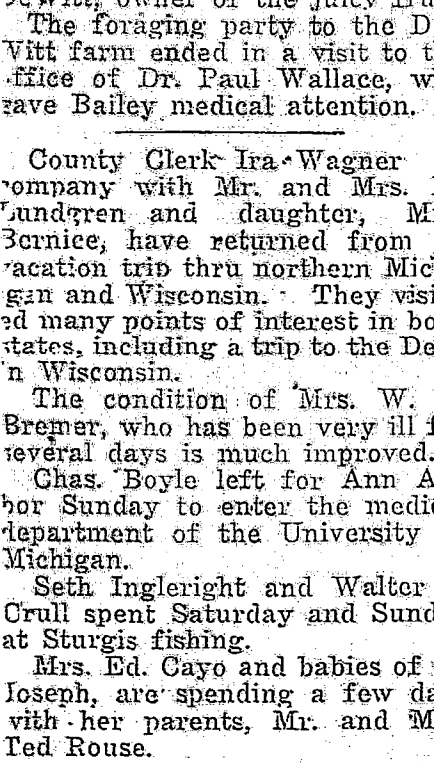 DeWitt, owner of the juicy fru
The foraging party to the D
Vitt farm ended in a visit to t
ffice of Dr. Paul Wallace, w
gave Bailey medical attention.
County Clerk Ira Wagner
company with Mr. and Mrs.
Lundgren and daughter, M
Bernice, have returned from
vacation trip thru northern Mic
gan and Wisconsin. They visi
ed many points of interest in bo
states, including a trip to the De
n Wisconsin.
The condition of Mrs. W.
Bremer, who has been very ill f
several days is much improved.
Chas. Boyle left for Ann A
bor Sunday to enter the medic
department of the University
Michigan.
Seth Ingleright and Walter
Crull spent Saturday and Sund
at Sturgis fishing.
Mrs. Ed. Cayo and babies of
Joseph, are spending a few da
with her parents, Mr. and M
Ted Rouse.